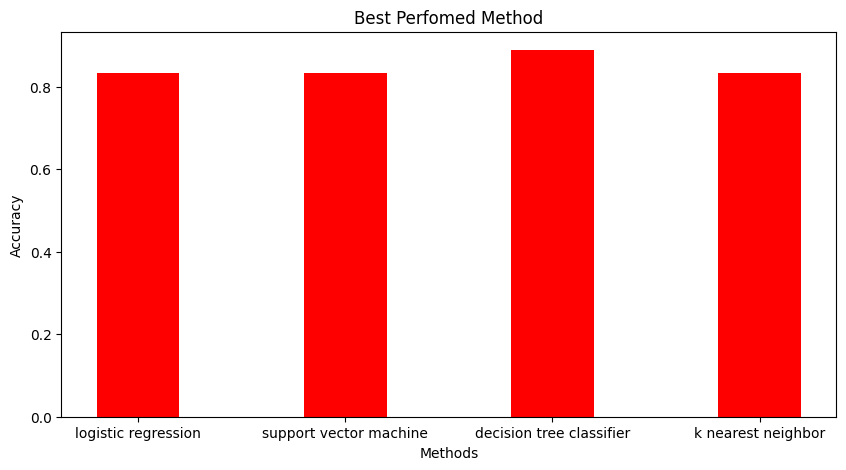 Best Perfomed Method
Accuracy
0.8
0.6
0.4
0.2
0.0
logistic regression
support vector machine
decision tree classifier
k nearest neighbor
Methods